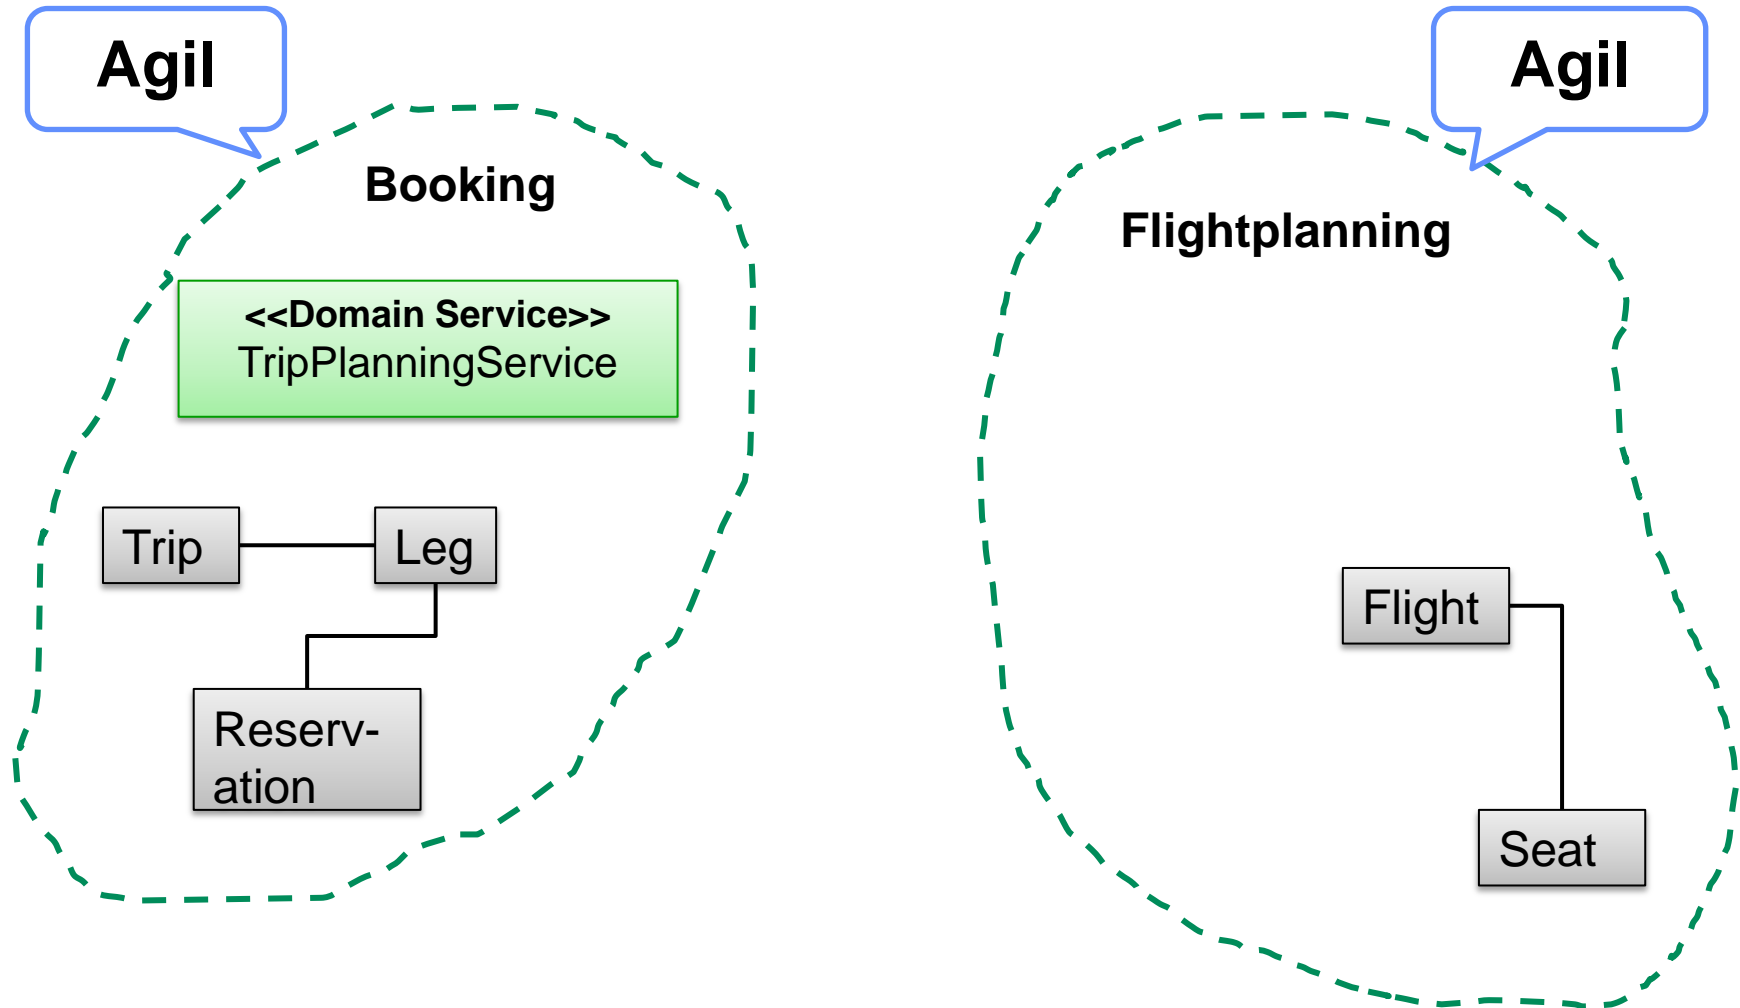 Agil
Agil
Booking
Flightplanning
<<Domain Service>>
TripPlanningService
Trip
Leg
Flight
Reserv-
ation
Seat